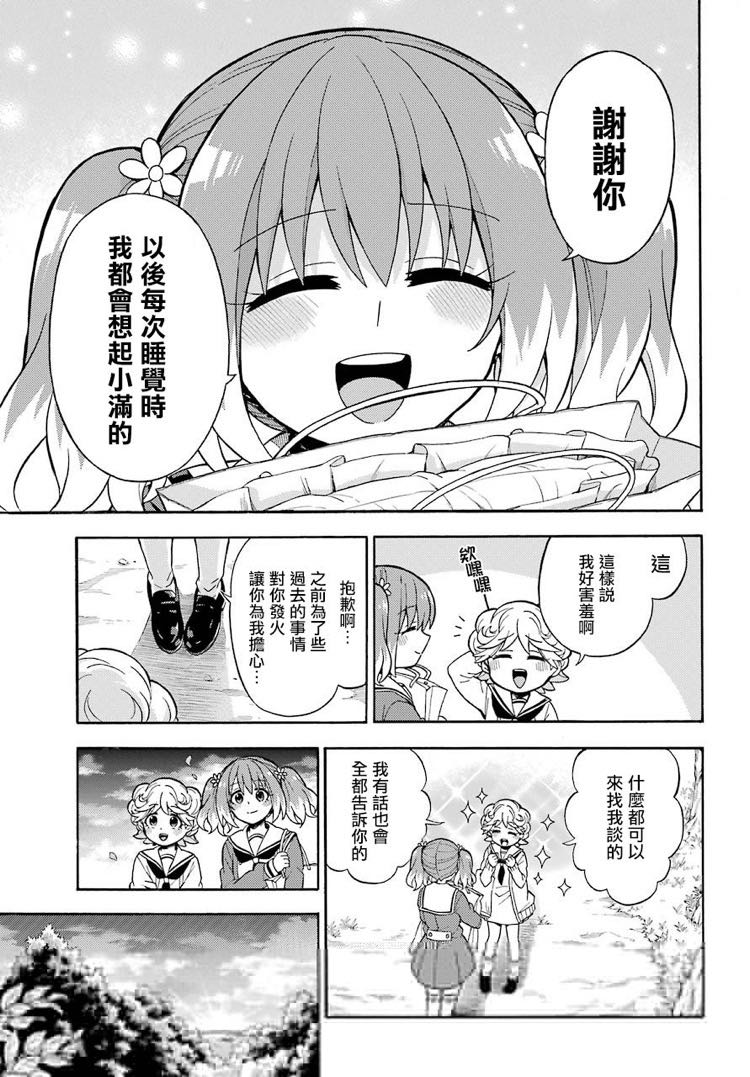 謝謝你
以後每次睡覺時
我都會想起小滿的
這
這樣說
我好害羞啊
欸嘿嘿
抱歉啊…
之前為了些
過去的事情
對你發火
讓你為我擔心…
什麼都可以
來找我談的
我有話也會
全都告訴你的